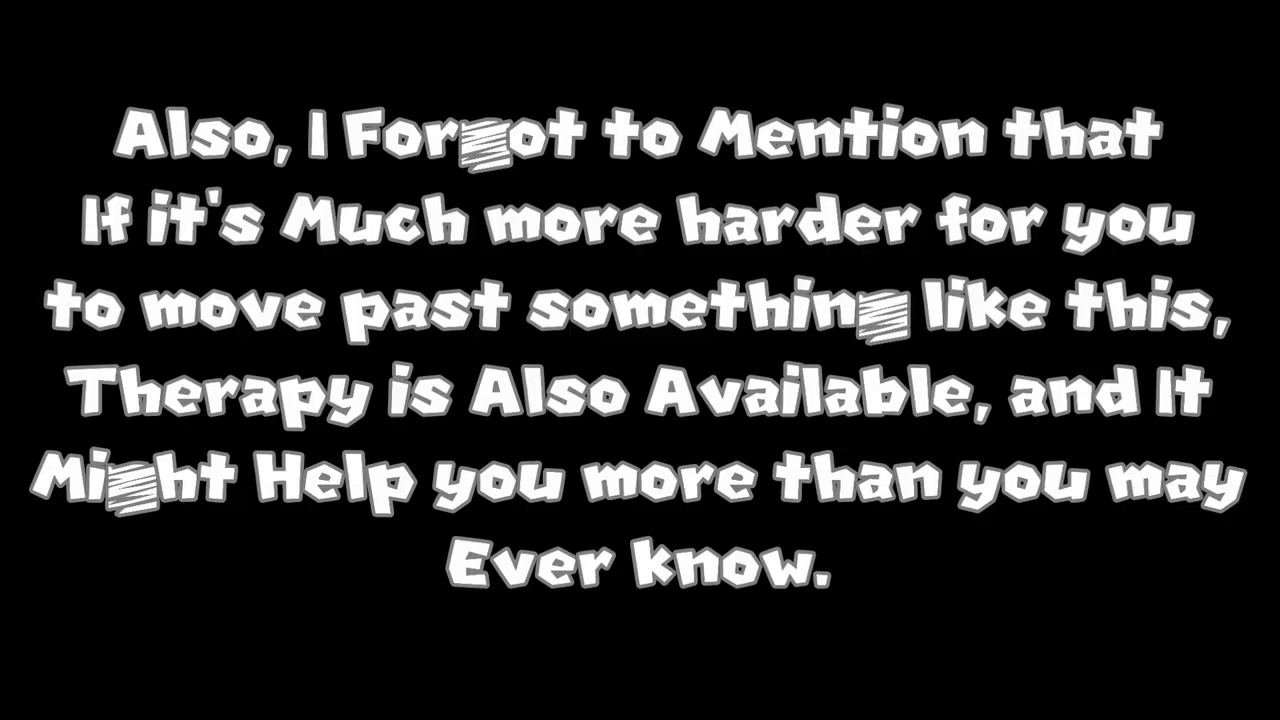 Also, I Forgot to Mention that
If it's Much more harder for you
to move past something like this,
Therapy is Also Available, and It
Might Help you more than you may
Ever know.